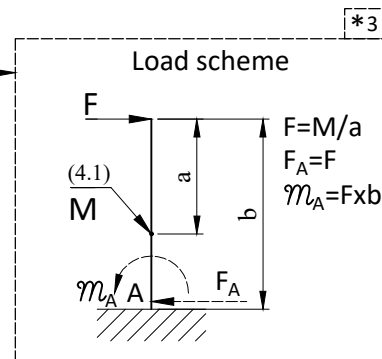 *3
Load scheme
F
F=M/a
F_A=F
𝓂_A=Fxb
a
b
(4.1)
M
𝓂_A
A
F_A